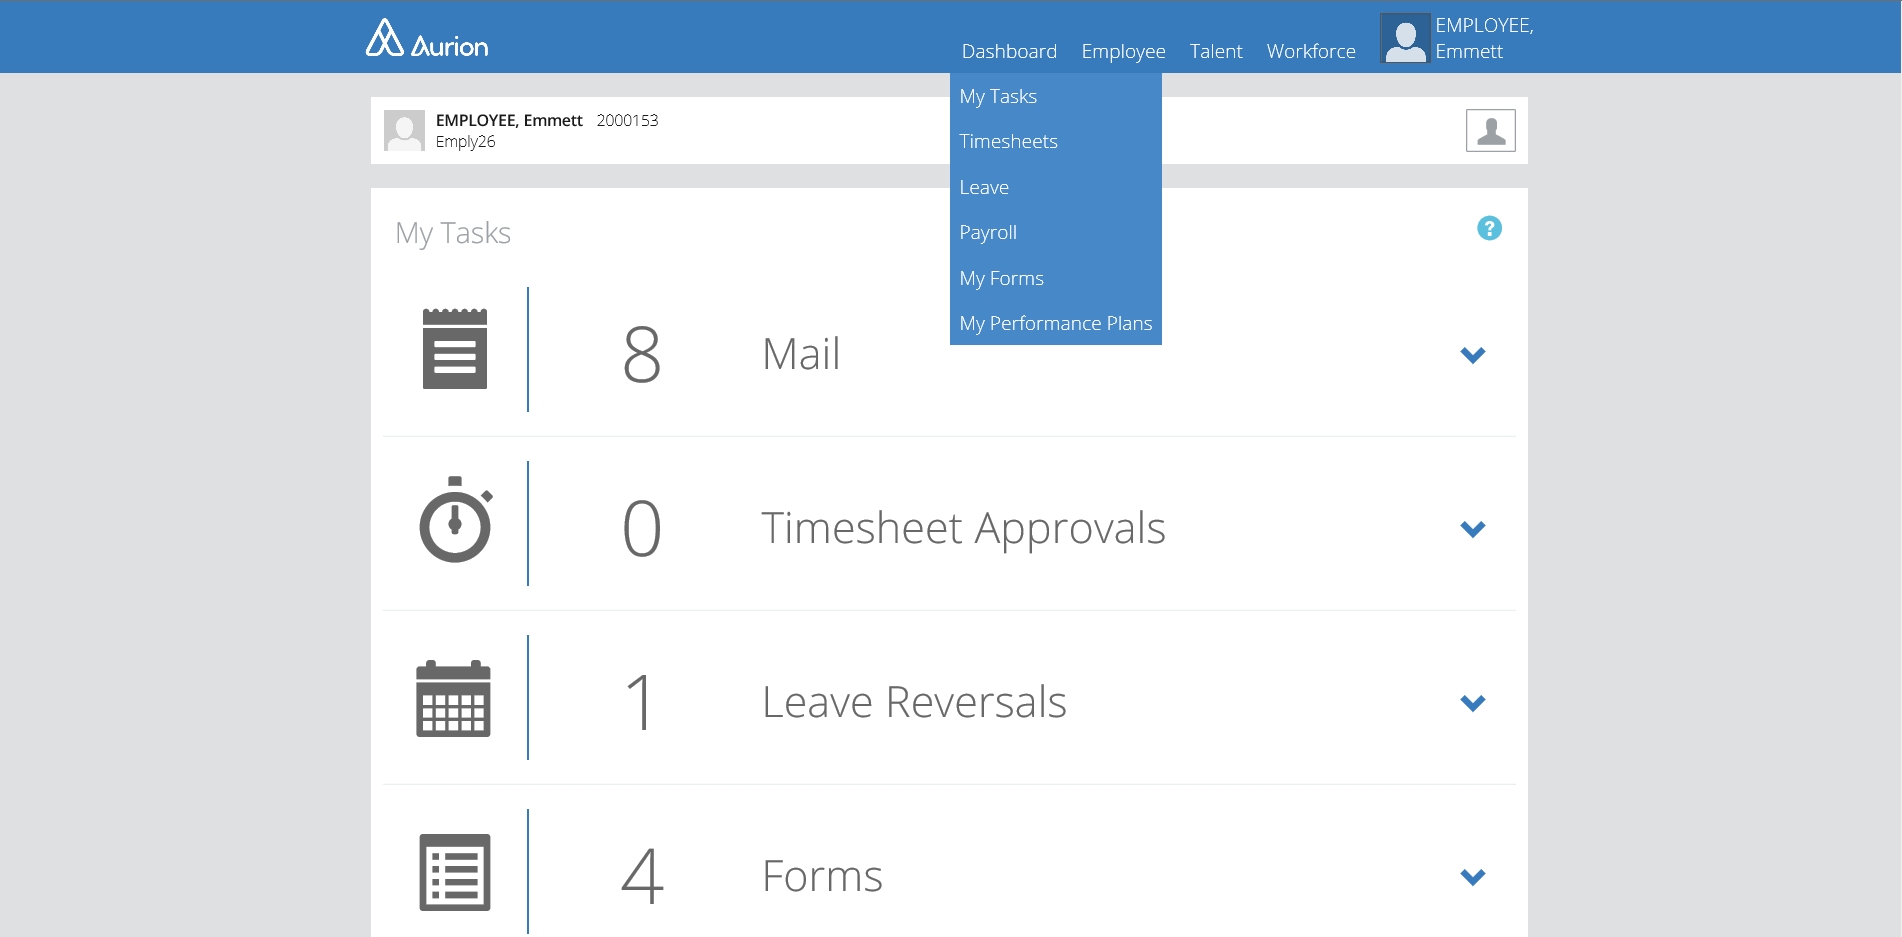 Aurion
Dashboard Employee Talent Workforce
EMPLOYEE,
Emmett
My Tasks
Timesheets
Leave
Payroll
My Forms
My Performance Plans
EMPLOYEE, Emmett 2000153
Emply26
My Tasks
?
8 Mail
0 Timesheet Approvals
1 Leave Reversals
4 Forms